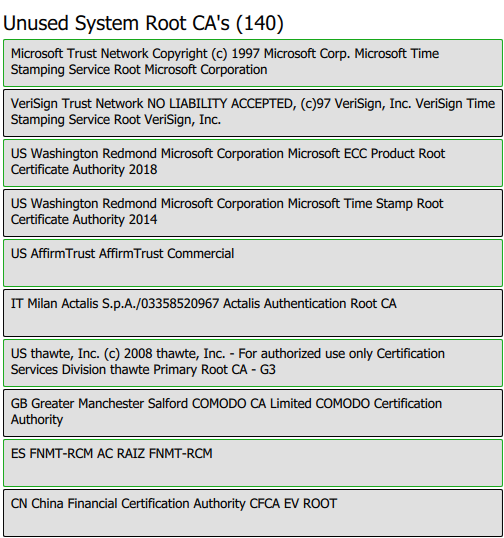 Unused System Root CA's (140)
Microsoft Trust Network Copyright (c) 1997 Microsoft Corp. Microsoft Time
Stamping Service Root Microsoft Corporation
VeriSign Trust Network NO LIABILITY ACCEPTED, (c)97 VeriSign, Inc. VeriSign Time
Stamping Service Root VeriSign, Inc.
US Washington Redmond Microsoft Corporation Microsoft ECC Product Root
Certificate Authority 2018
US Washington Redmond Microsoft Corporation Microsoft Time Stamp Root
Certificate Authority 2014
US AffirmTrust AffirmTrust Commercial
IT Milan Actalis S.p.A./03358520967 Actalis Authentication Root CA
US thawte, Inc. (c) 2008 thawte, Inc. - For authorized use only Certification
Services Division thawte Primary Root CA - G3
GB Greater Manchester Salford COMODO CA Limited COMODO Certification
Authority
ES FNMT-RCM AC RAIZ FNMT-RCM
CN China Financial Certification Authority CFCA EV ROOT